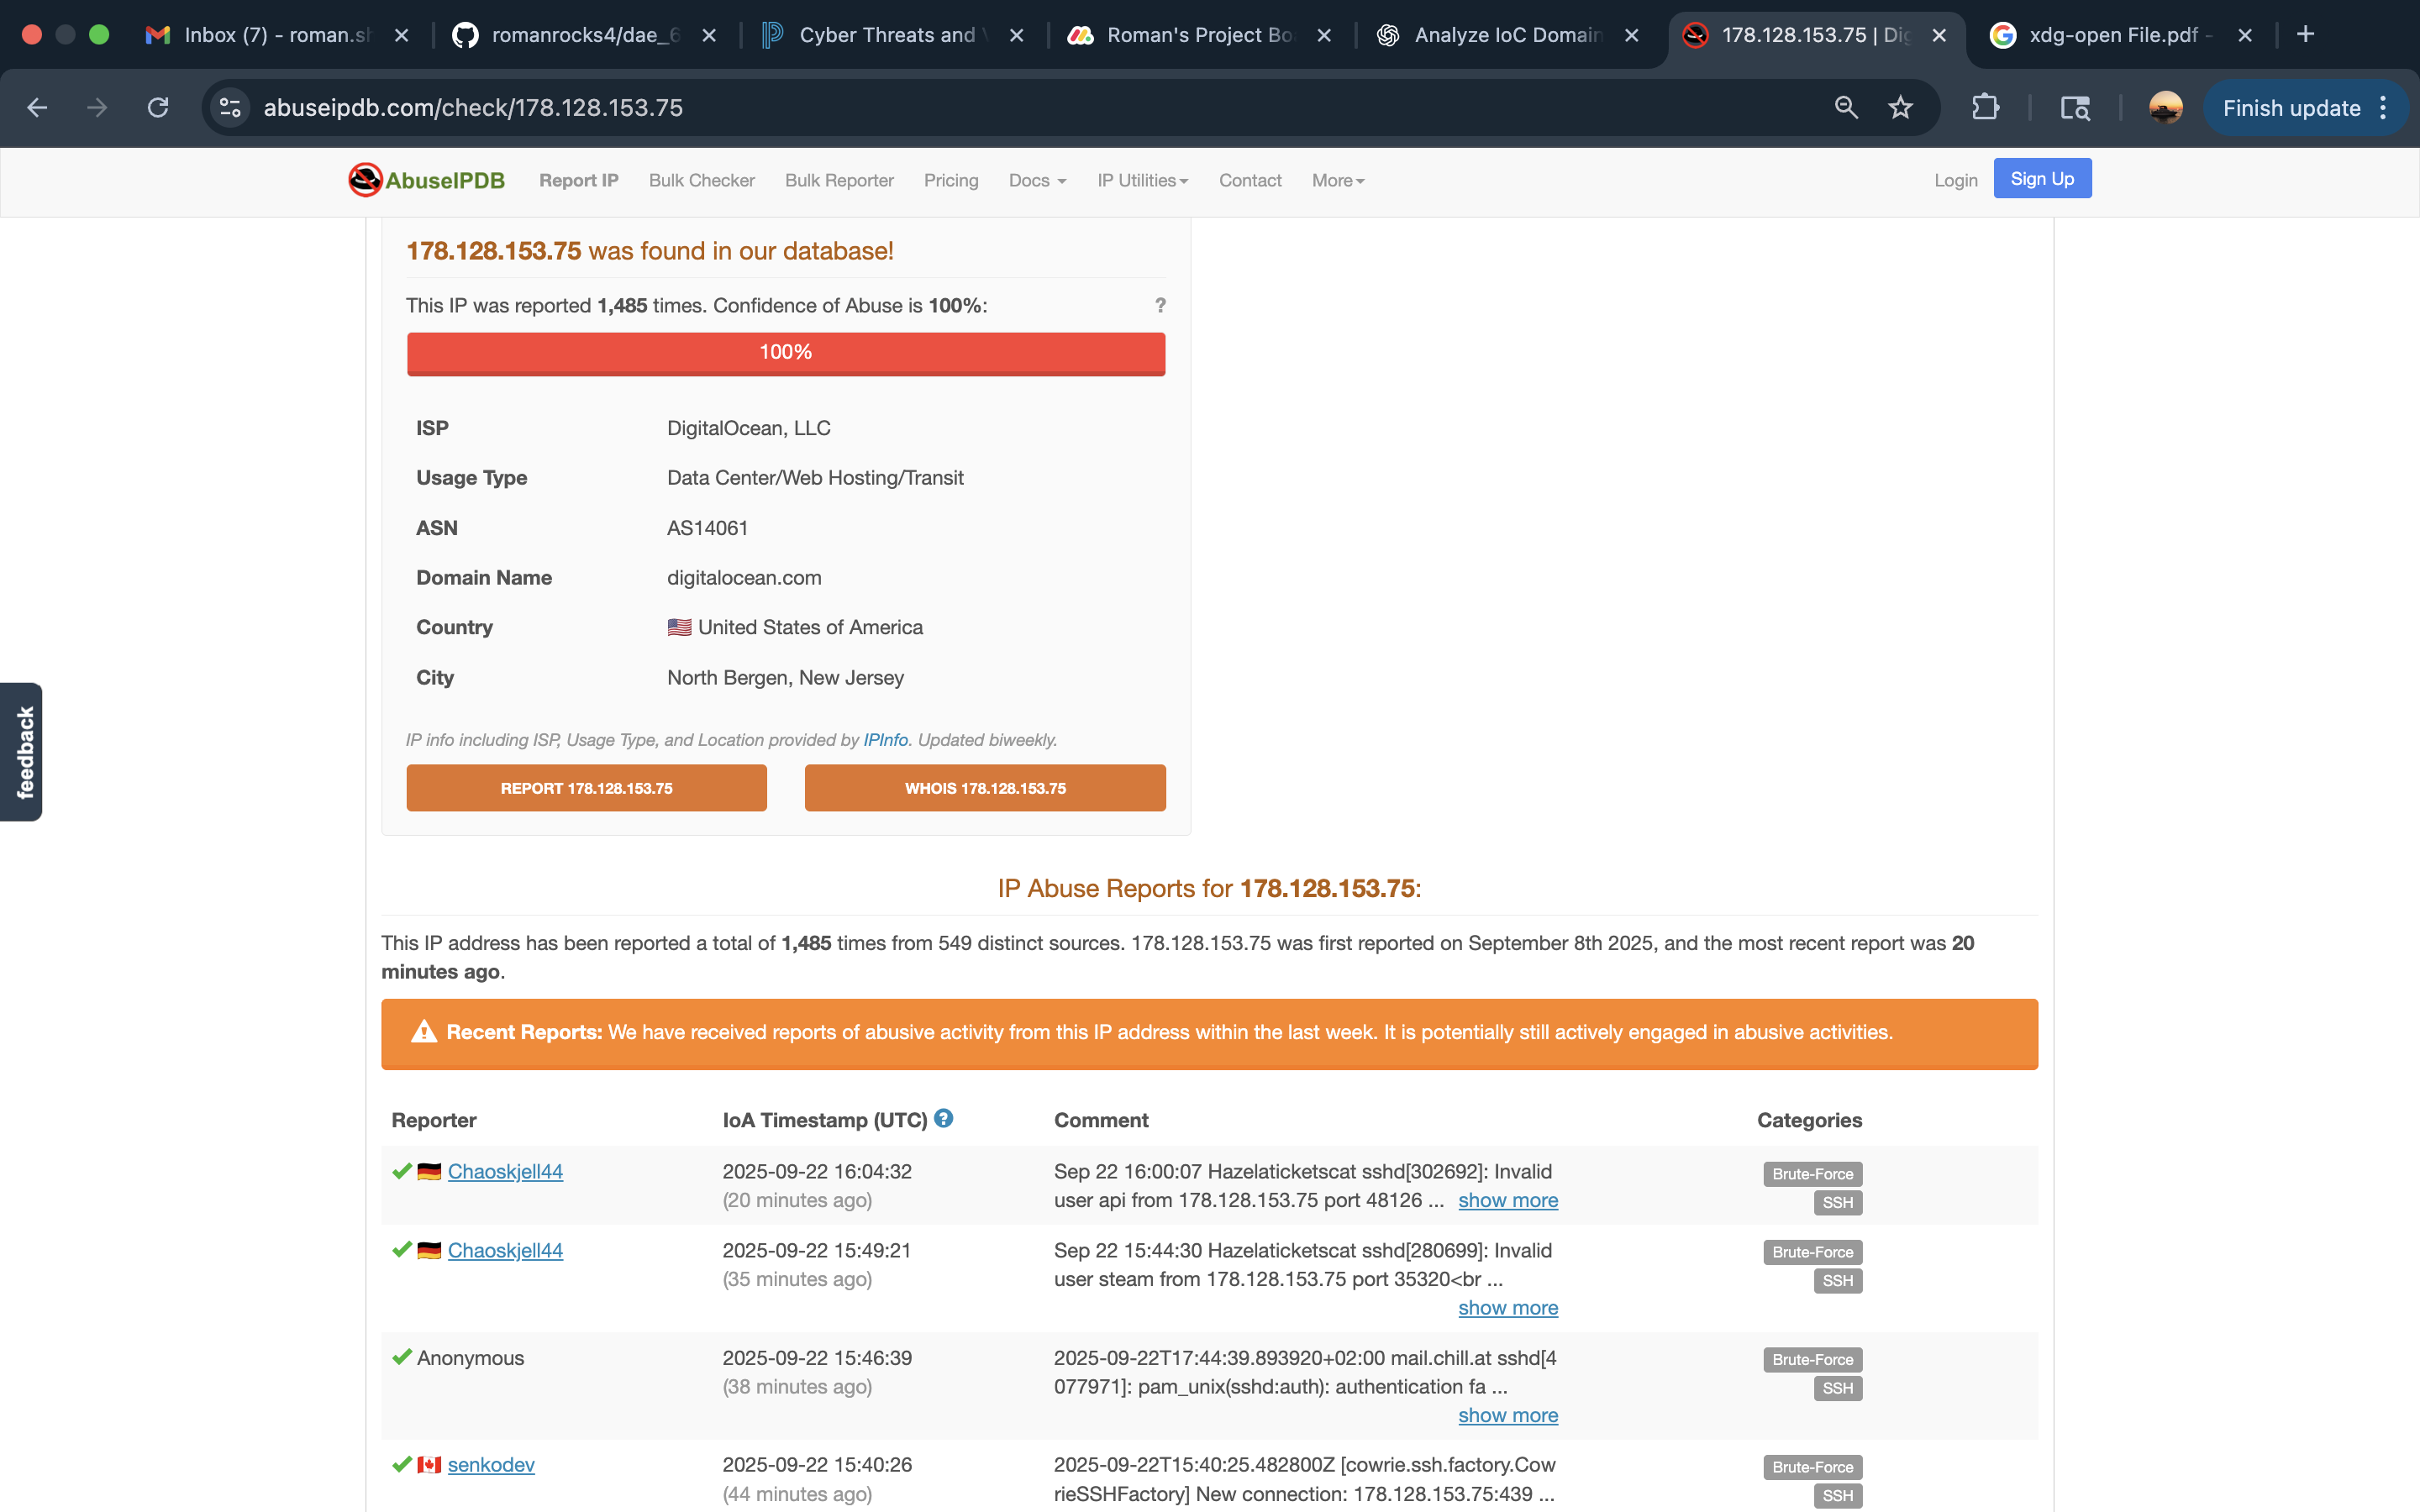 Inbox (7) - roman.sh
romanrocks4/dae_6
Cyber Threats and V
Roman's Project Bo
Analyze IoC Domain
178.128.153.75 | Dig
xdg-open File.pdf -
abuseipdb.com/check/178.128.153.75
Finish update
AbuseIPDB
Report IP
Bulk Checker
Bulk Reporter
Pricing
Docs
IP Utilities
Contact
More
Login
Sign Up
178.128.153.75 was found in our database!
This IP was reported 1,485 times. Confidence of Abuse is 100%:
?
100%
ISP DigitalOcean, LLC
Usage Type Data Center/Web Hosting/Transit
ASN AS14061
Domain Name digitalocean.com
Country United States of America
City North Bergen, New Jersey
IP info including ISP, Usage Type, and Location provided by IPInfo. Updated biweekly.
REPORT 178.128.153.75
WHOIS 178.128.153.75
feedback
IP Abuse Reports for 178.128.153.75:
This IP address has been reported a total of 1,485 times from 549 distinct sources. 178.128.153.75 was first reported on September 8th 2025, and the most recent report was 20
minutes ago.
Recent Reports: We have received reports of abusive activity from this IP address within the last week. It is potentially still actively engaged in abusive activities.
Reporter IoA Timestamp (UTC) ? Comment Categories
Chaoskjell44 2025-09-22 16:04:32 Sep 22 16:00:07 Hazelaticketscat sshd[302692]: Invalid Brute-Force
(20 minutes ago) user api from 178.128.153.75 port 48126 ... show more SSH
Chaoskjell44 2025-09-22 15:49:21 Sep 22 15:44:30 Hazelaticketscat sshd[280699]: Invalid Brute-Force
(35 minutes ago) user steam from 178.128.153.75 port 35320<br ... SSH
show more
Anonymous 2025-09-22 15:46:39 2025-09-22T17:44:39.893920+02:00 mail.chill.at sshd[4 Brute-Force
(38 minutes ago) 077971]: pam_unix(sshd:auth): authentication fa ... SSH
show more
senkodev 2025-09-22 15:40:26 2025-09-22T15:40:25.482800Z [cowrie.ssh.factory.Cow Brute-Force
(44 minutes ago) rieSSHFactory] New connection: 178.128.153.75:439 ... SSH